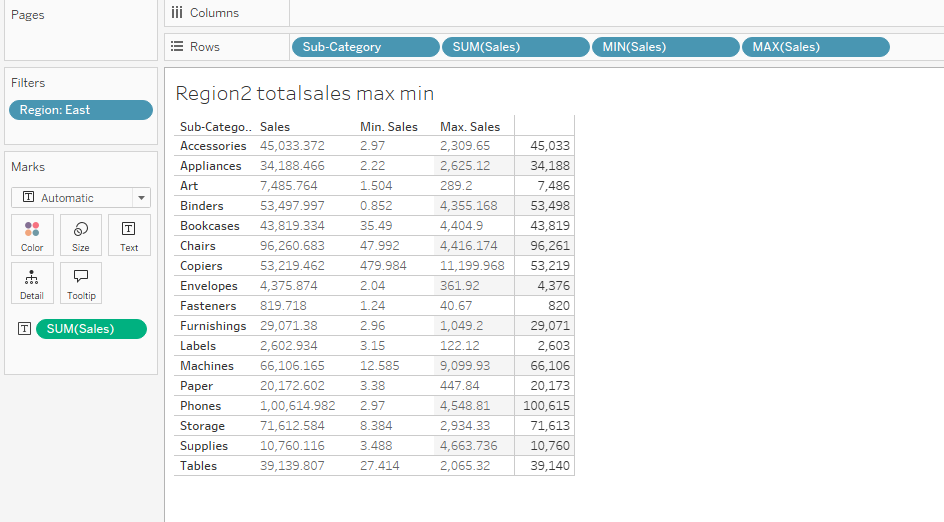 Pages
Columns
Rows Sub-Category SUM(Sales) MIN(Sales) MAX(Sales)
Filters
Region: East
Marks
Automatic
Color Size Text
Detail Tooltip
SUM(Sales)
Region2 totalsales max min
Sub-Catego.. Sales Min. Sales Max. Sales
Accessories 45,033.372 2.97 2,309.65 45,033
Appliances 34,188.466 2.22 2,625.12 34,188
Art 7,485.764 1.504 289.2 7,486
Binders 53,497.997 0.852 4,355.168 53,498
Bookcases 43,819.334 35.49 4,404.9 43,819
Chairs 96,260.683 47.992 4,416.174 96,261
Copiers 53,219.462 479.984 11,199.968 53,219
Envelopes 4,375.874 2.04 361.92 4,376
Fasteners 819.718 1.24 40.67 820
Furnishings 29,071.38 2.96 1,049.2 29,071
Labels 2,602.934 3.15 122.12 2,603
Machines 66,106.165 12.585 9,099.93 66,106
Paper 20,172.602 3.38 447.84 20,173
Phones 1,00,614.982 2.97 4,548.81 100,615
Storage 71,612.584 8.384 2,934.33 71,613
Supplies 10,760.116 3.488 4,663.736 10,760
Tables 39,139.807 27.414 2,065.32 39,140